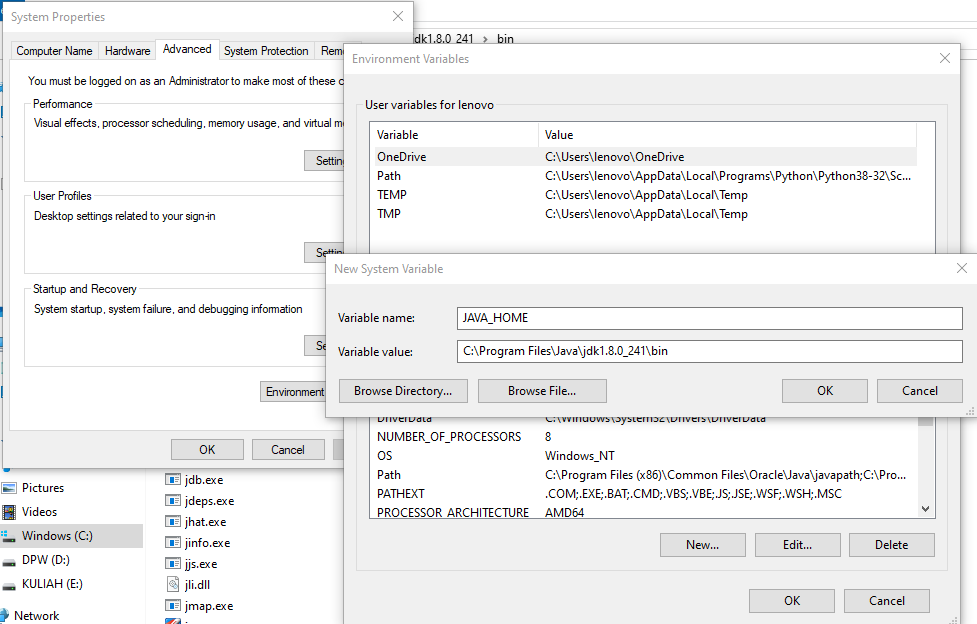 System Properties
Computer Name Hardware Advanced System Protection
You must be logged on as an Administrator to make most of these
Performance
Visual effects, processor scheduling, memory usage, and virtual
User Profiles
Desktop settings related to your sign-in
Startup and Recovery
System startup, system failure, and debugging information
Environment
OK Cancel
jdk1.8.0_241 > bin
Environment Variables
User variables for lenovo
Variable Value
OneDrive C:\Users\lenovo\OneDrive
Path C:\Users\lenovo\AppData\Local\Programs\Python\Python38-32\Sc...
TEMP C:\Users\lenovo\AppData\Local\Temp
TMP C:\Users\lenovo\AppData\Local\Temp
New System Variable
Variable name: JAVA_HOME
Variable value: C:\Program Files\Java\jdk1.8.0_241\bin
Browse Directory... Browse File... OK Cancel
DriverData C:\Windows\System32\Drivers\DriverData
NUMBER_OF_PROCESSORS 8
OS Windows_NT
Path C:\Program Files (x86)\Common Files\Oracle\Java\javapath;C:\Pro...
PATHEXT .COM;.EXE;.BAT;.CMD;.VBS;.VBE;.JS;.JSE;.WSF;.WSH;.MSC
PROCESSOR_ARCHITECTURE AMD64
New... Edit... Delete
OK Cancel
Pictures
Videos
Windows (C:)
DPW (D:)
KULIAH (E:)
Network
jdb.exe
jdeps.exe
jhat.exe
jinfo.exe
jjs.exe
jli.dll
jmap.exe